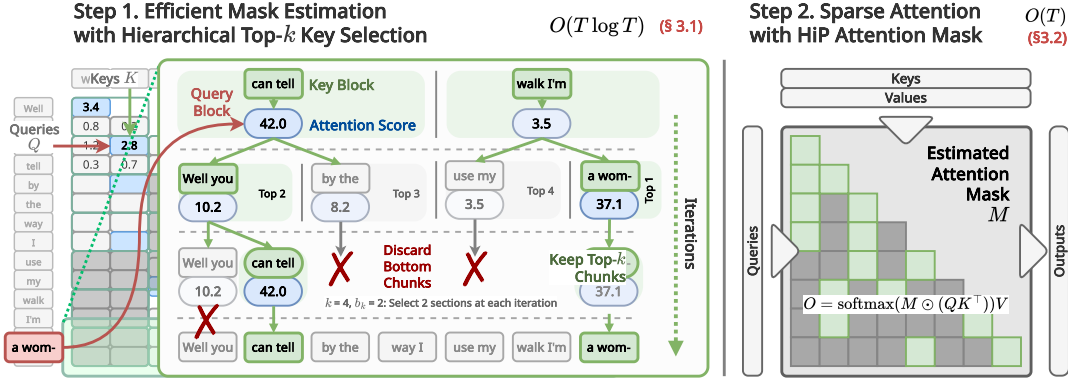 Step 1. Efficient Mask Estimation
with Hierarchical Top-k Key Selection
O(T log T) (§ 3.1)
Step 2. Sparse Attention
with HiP Attention Mask
O(T)
(§3.2)
Keys K
Well
Queries
Q
tell
by
the
way
I
use
my
walk
I'm
a wom-
3.4
0.8
2.8
0.3 0.7
can tell
Key Block
Query
Block
42.0
Attention Score
walk I'm
3.5
Well you
10.2
Top 2
by the
8.2
Top 3
use my
3.5
Top 4
a wom-
37.1
Top 1
Iterations
Well you
10.2
can tell
42.0
Discard
Bottom
Chunks
Keep Top-k
Chunks
37.1
k = 4, b_k = 2: Select 2 sections at each iteration
Well you
can tell
by the
way I
use my
walk I'm
a wom-
Keys
Values
Queries
Outputs
Estimated
Attention
Mask
M
O = softmax(M ⊙ (QK⊤))V